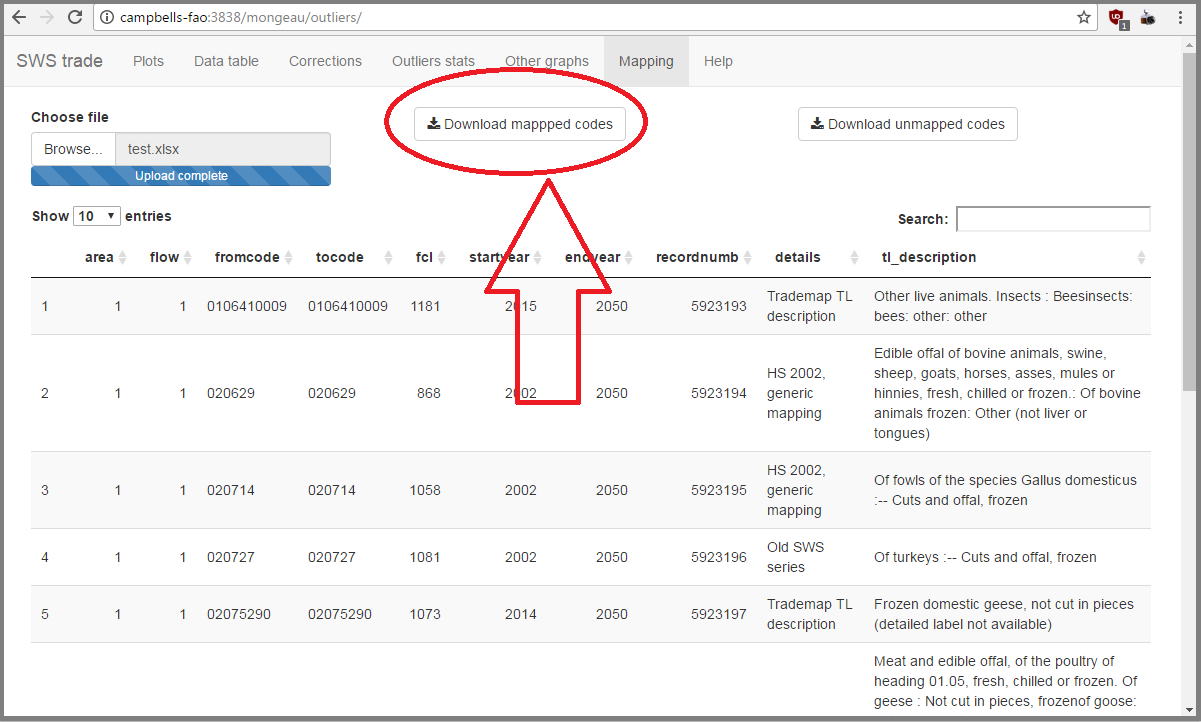 campbells-fao:3838/mongeau/outliers/
1
SWS trade Plots Data table Corrections Outliers stats Other graphs Mapping Help
Choose file
Browse... test.xlsx
Upload complete
Download mappped codes
Download unmapped codes
Show 10 entries
Search:
area flow fromcode tocode fcl startyear endyear recordnumb details tl_description
1 1 1 0106410009 0106410009 1181 2015 2050 5923193 Trademap TL Other live animals. Insects : Beesinsects:
description bees: other: other
Edible offal of bovine animals, swine,
sheep, goats, horses, asses, mules or
HS 2002, hinnies, fresh, chilled or frozen.: Of bovine
2 1 1 020629 020629 868 2002 2050 5923194 generic animals frozen: Other (not liver or
mapping tongues)
HS 2002,
3 1 1 020714 020714 1058 2002 2050 5923195 generic Of fowls of the species Gallus domesticus
mapping :-- Cuts and offal, frozen
4 1 1 020727 020727 1081 2002 2050 5923196 Old SWS Of turkeys :-- Cuts and offal, frozen
series
5 1 1 02075290 02075290 1073 2014 2050 5923197 Trademap TL Frozen domestic geese, not cut in pieces
description (detailed label not available)
Meat and edible offal, of the poultry of
heading 01.05, fresh, chilled or frozen. Of
geese : Not cut in pieces, frozenof goose: